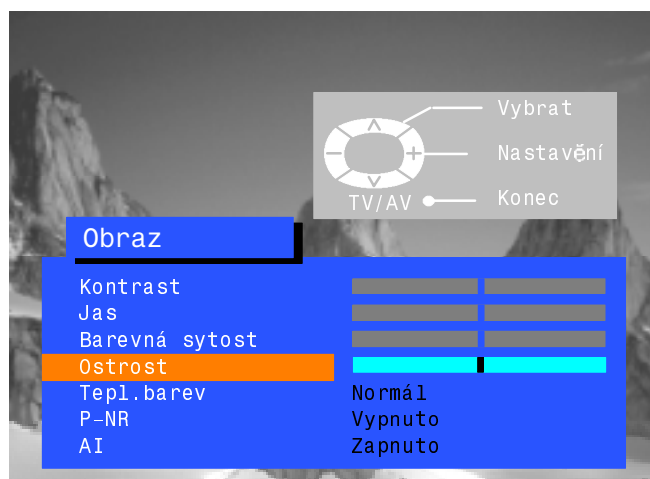 Vybrat
Nastavění
TV/AV
Konec
Obraz
Kontrast
Jas
Barevná sytost
Ostrost
Tepl.barev Normál
P-NR Vypnuto
AI Zapnuto